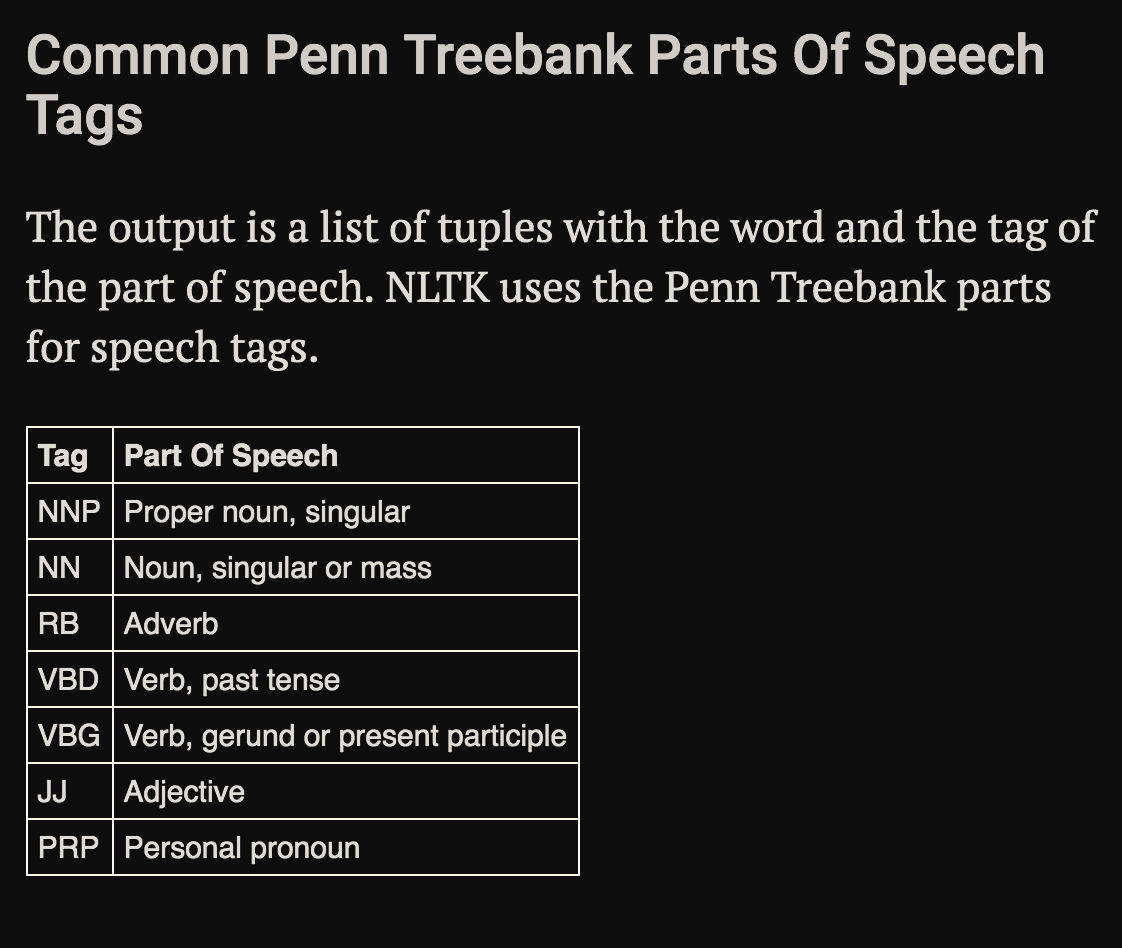 Common Penn Treebank Parts Of Speech
Tags
The output is a list of tuples with the word and the tag of
the part of speech. NLTK uses the Penn Treebank parts
for speech tags.
Tag Part Of Speech
NNP Proper noun, singular
NN Noun, singular or mass
RB Adverb
VBD Verb, past tense
VBG Verb, gerund or present participle
JJ Adjective
PRP Personal pronoun